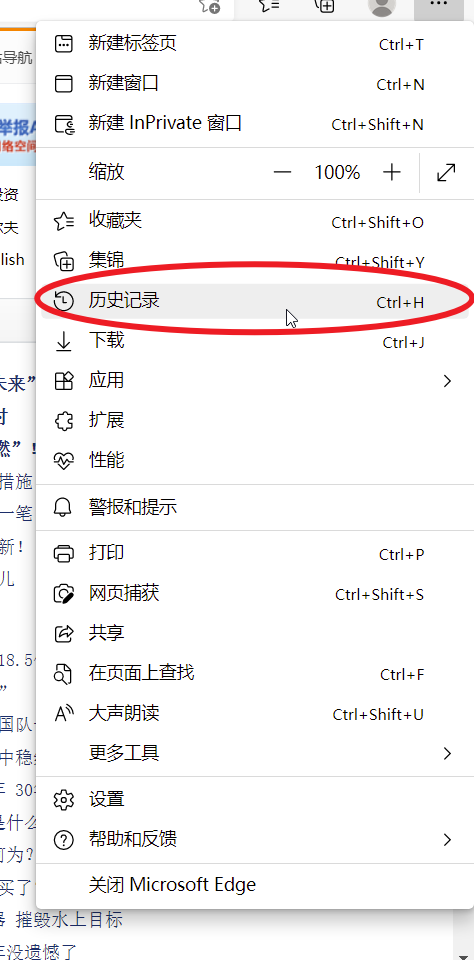 新建标签页 Ctrl+T
新建窗口 Ctrl+N
新建 InPrivate 窗口 Ctrl+Shift+N
缩放 100%
收藏夹 Ctrl+Shift+O
集锦 Ctrl+Shift+Y
历史记录 Ctrl+H
下载 Ctrl+J
应用
扩展
性能
警报和提示
打印 Ctrl+P
网页捕获 Ctrl+Shift+S
共享
在页面上查找 Ctrl+F
大声朗读 Ctrl+Shift+U
更多工具
设置
帮助和反馈
关闭 Microsoft Edge
导航
举报
络空间
投资
lish
未来”
燃”！
措施
一笔
新！
儿
18.5
”
国队
中稳
30
是什么
何为？
买了
器 摧毁水上目标
年没遗憾了